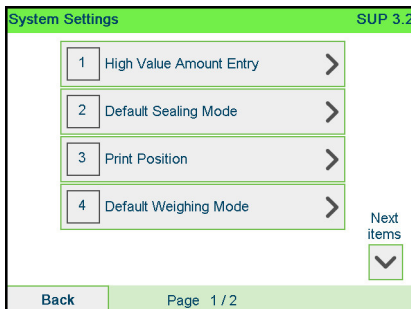 System Settings SUP 3.2
1 High Value Amount Entry
2 Default Sealing Mode
3 Print Position
4 Default Weighing Mode
Next
items
Back Page 1/2